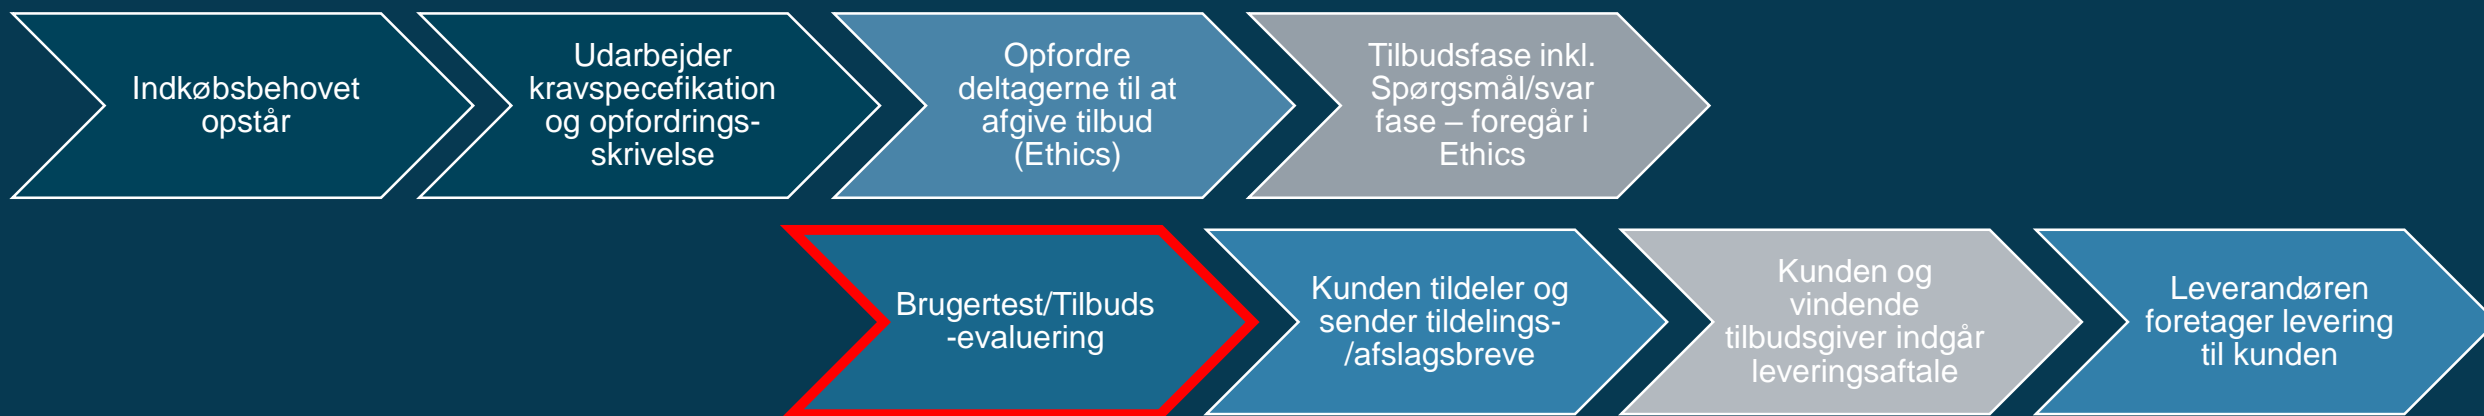 Indkøbsbehovet
opstår
Udarbejder
kravspecefikation
og opfordrings-
skrivelse
Opfordre
deltagerne til at
afgive tilbud
(Ethics)
Tilbudsfase inkl.
Spørgsmål/svar
fase – foregår i
Ethics
Brugertest/Tilbuds
-evaluering
Kunden tildeler og
sender tildelings-
/afslagsbreve
Kunden og
vindende
tilbudsgiver indgår
leveringsaftale
Leverandøren
foretager levering
til kunden